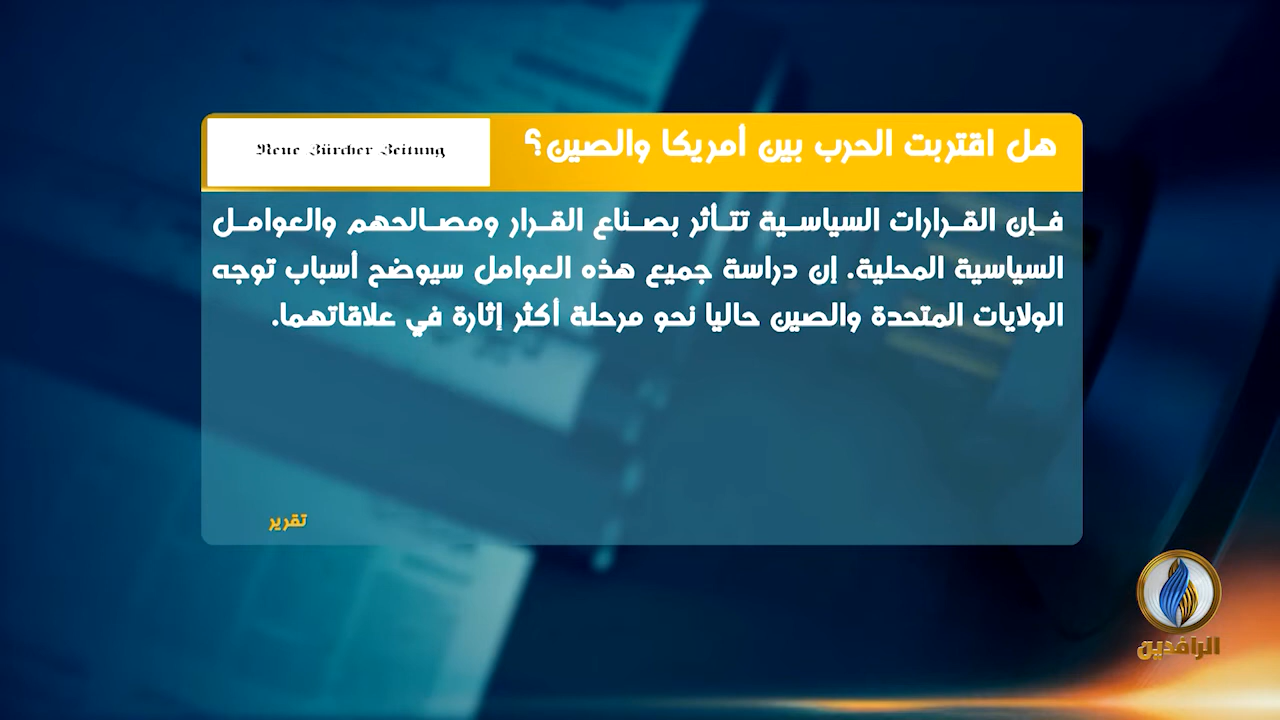 هل اقتربت الحرب بين أمريكا والصين؟
Neue Zürcher Zeitung
فإن القرارات السياسية تتأثر بصناع القرار ومصالحهم والعوامل
السياسية المحلية. إن دراسة جميع هذه العوامل سيوضح أسباب توجه
الولايات المتحدة والصين حاليا نحو مرحلة أكثر إثارة في علاقاتهما.
تقرير
الرافدين